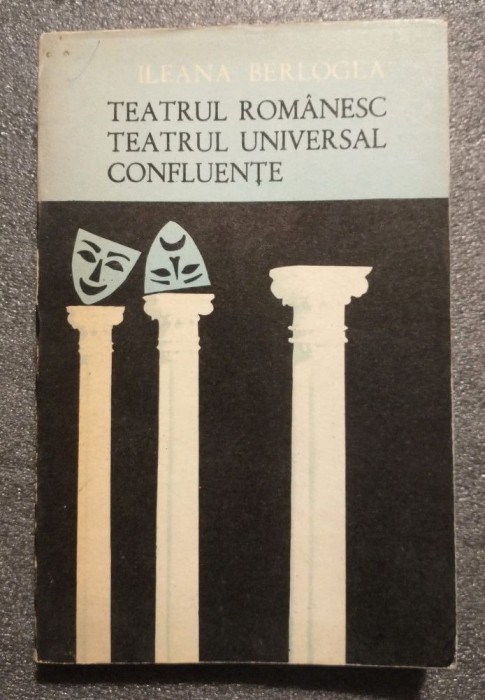 ILEANA BERLOGEA
TEATRUL ROMÂNESC
TEATRUL UNIVERSAL
CONFLUENȚE